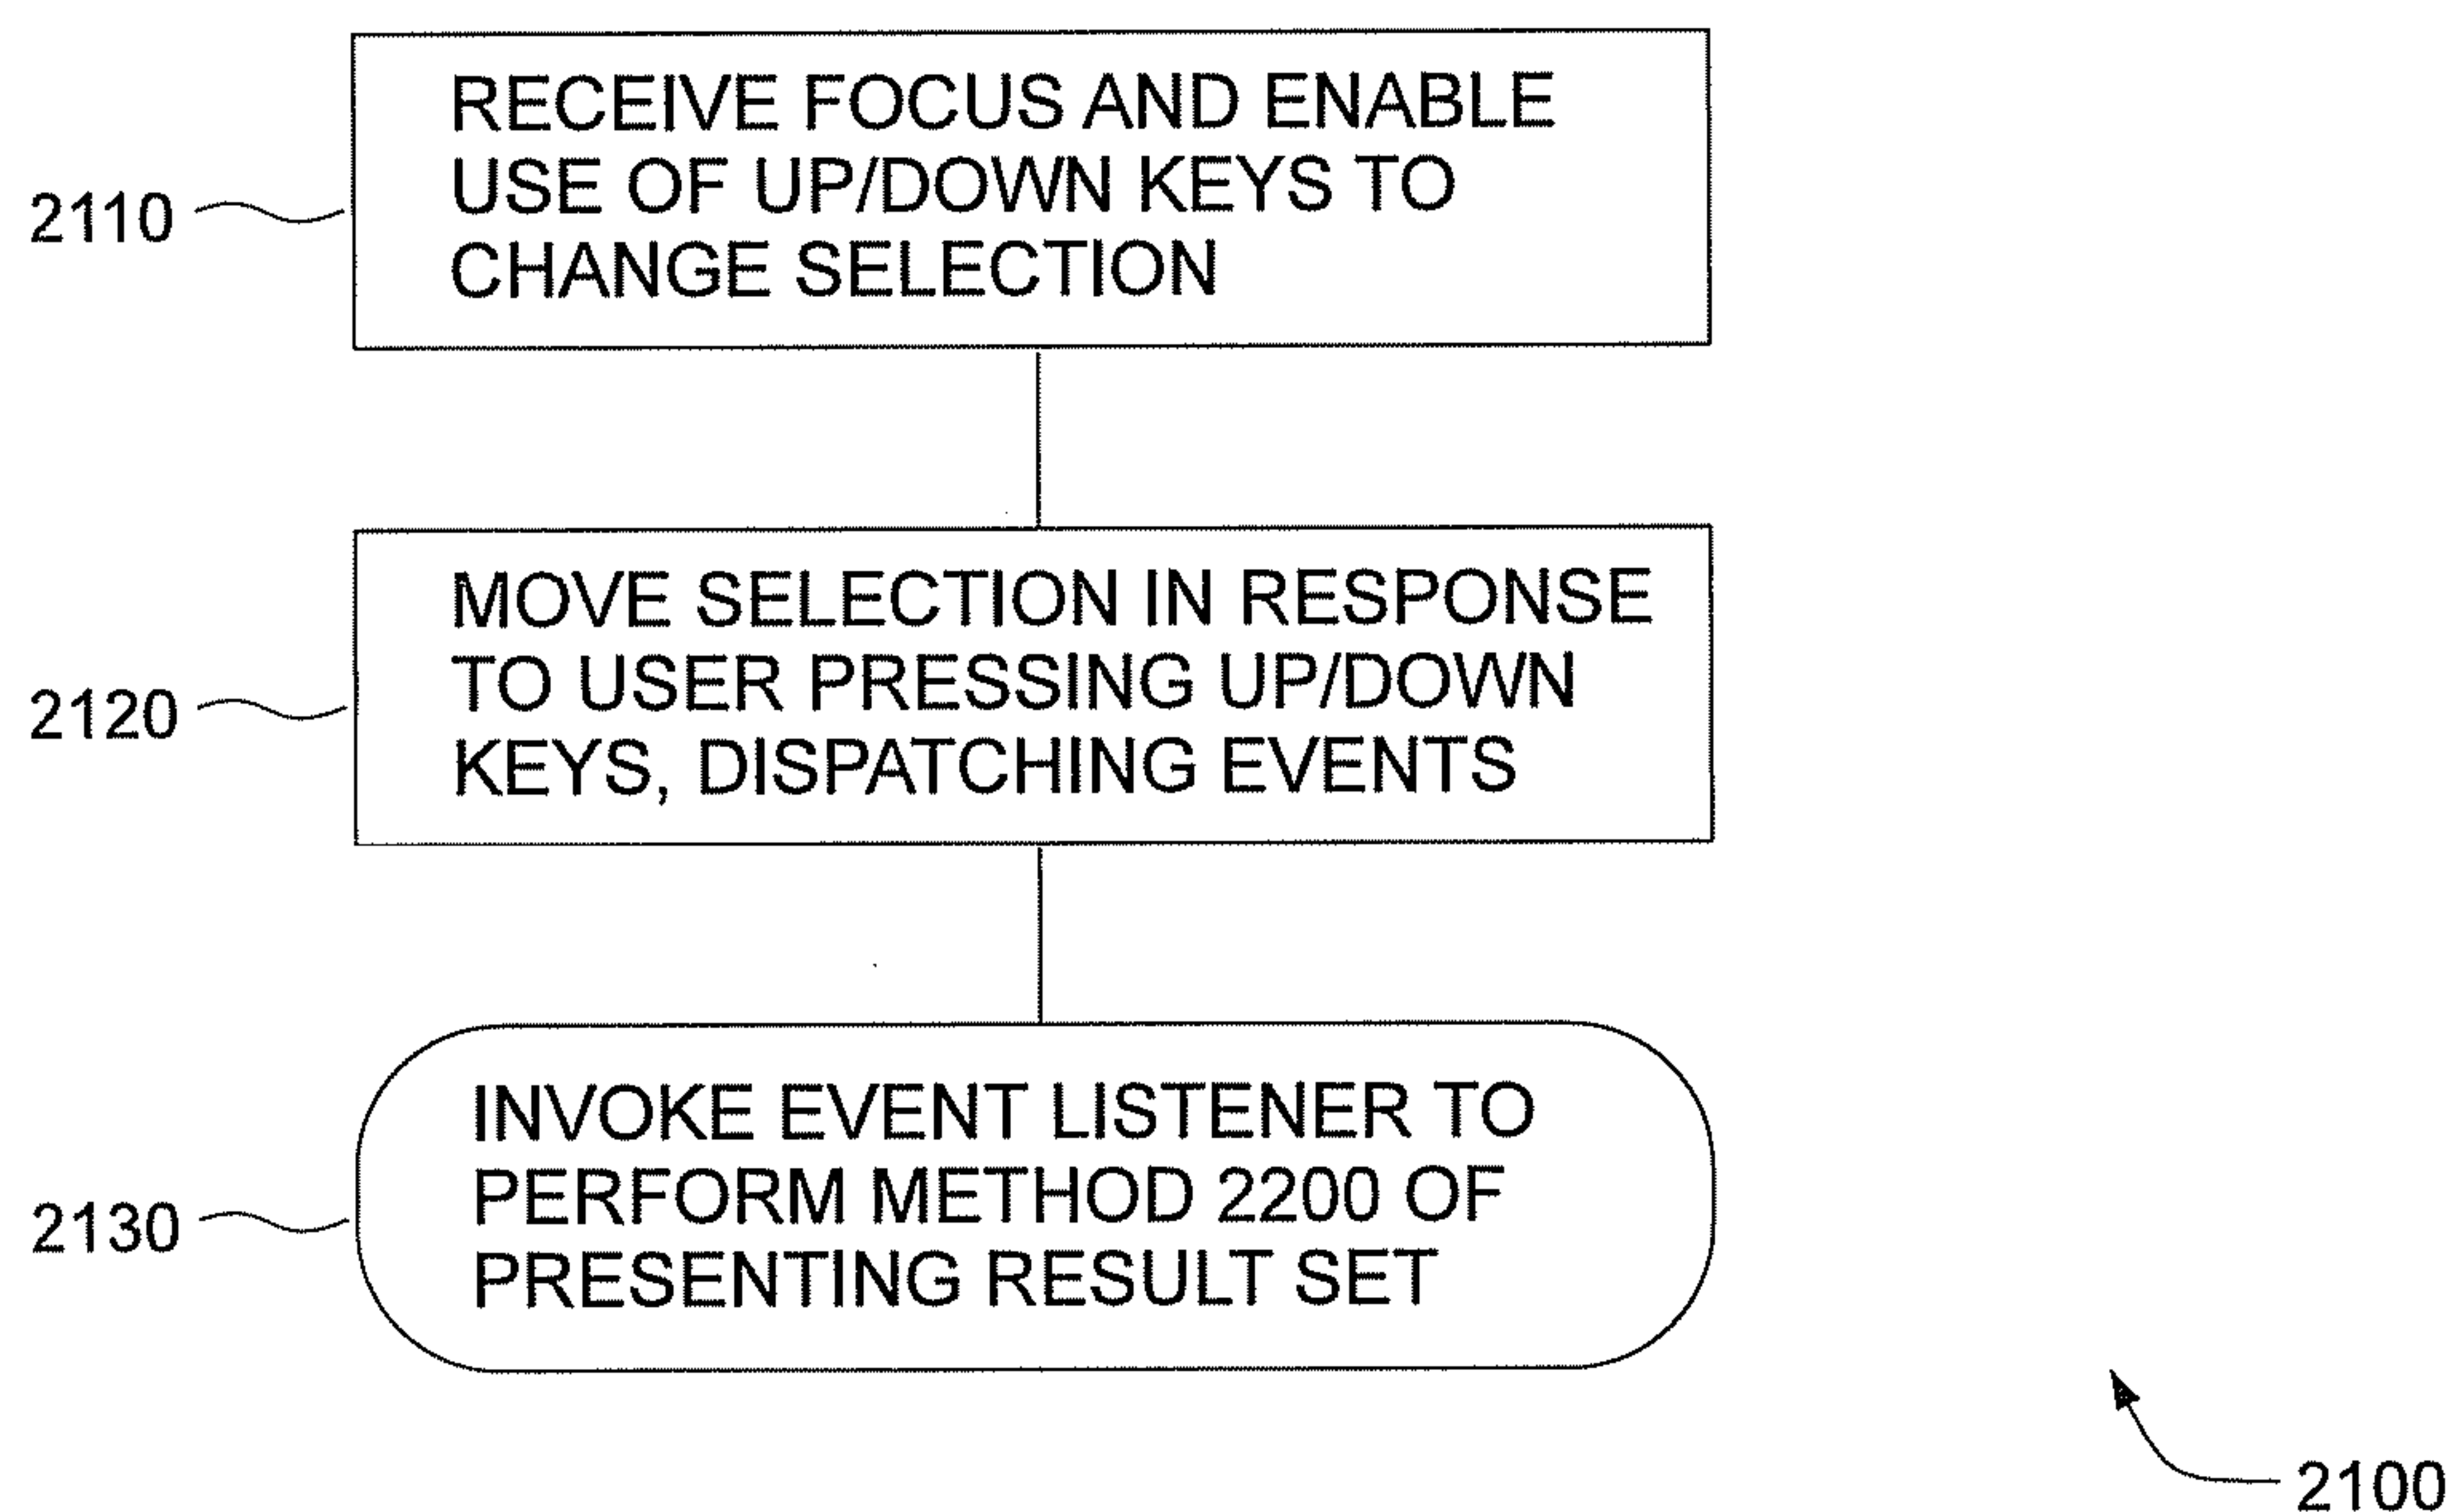 RECEIVE FOCUS AND ENABLE
USE OF UP/DOWN KEYS TO
CHANGE SELECTION
2110
MOVE SELECTION IN RESPONSE
TO USER PRESSING UP/DOWN
KEYS, DISPATCHING EVENTS
2120
INVOKE EVENT LISTENER TO
PERFORM METHOD 2200 OF
PRESENTING RESULT SET
2130
2100